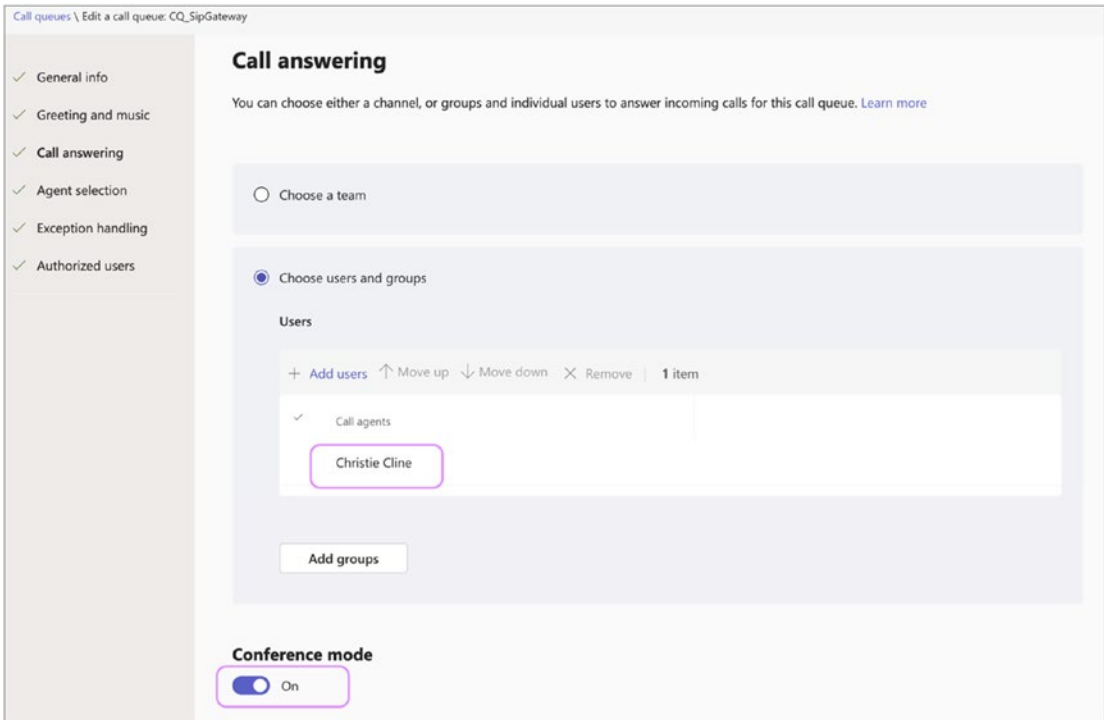 Call queues \ Edit a call queue: CQ_SipGateway
General info
Greeting and music
Call answering
Agent selection
Exception handling
Authorized users
Call answering
You can choose either a channel, or groups and individual users to answer incoming calls for this call queue. Learn more
Choose a team
Choose users and groups
Users
+ Add users ↑ Move up ↓ Move down × Remove | 1 item
Call agents
Christie Cline
Add groups
Conference mode
On